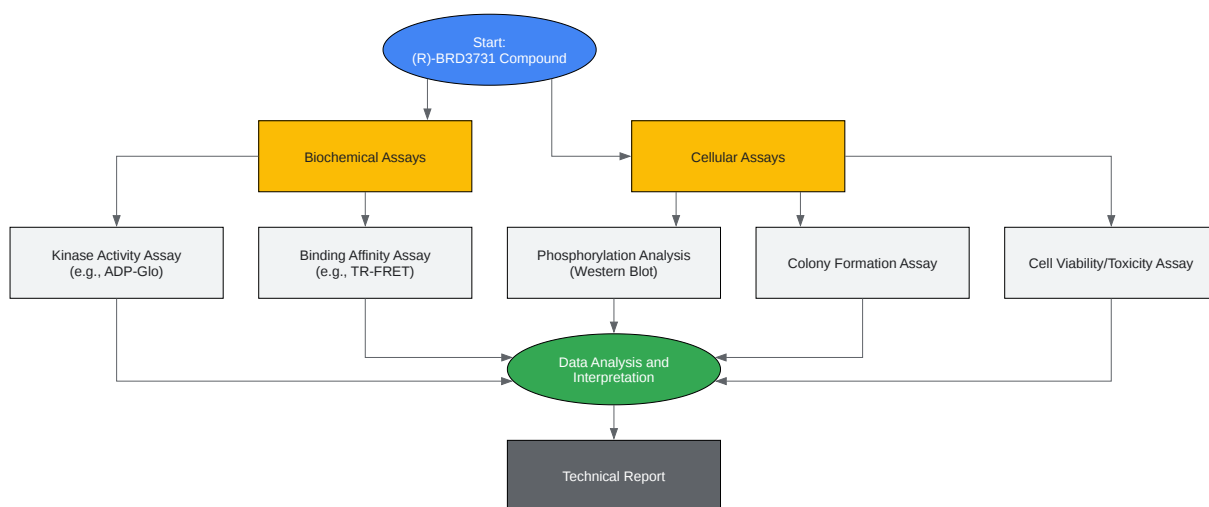 Start:
(R)-BRD3731 Compound
Biochemical Assays
Cellular Assays
Kinase Activity Assay
(e.g., ADP-Glo)
Binding Affinity Assay
(e.g., TR-FRET)
Phosphorylation Analysis
(Western Blot)
Colony Formation Assay
Cell Viability/Toxicity Assay
Data Analysis and
Interpretation
Technical Report